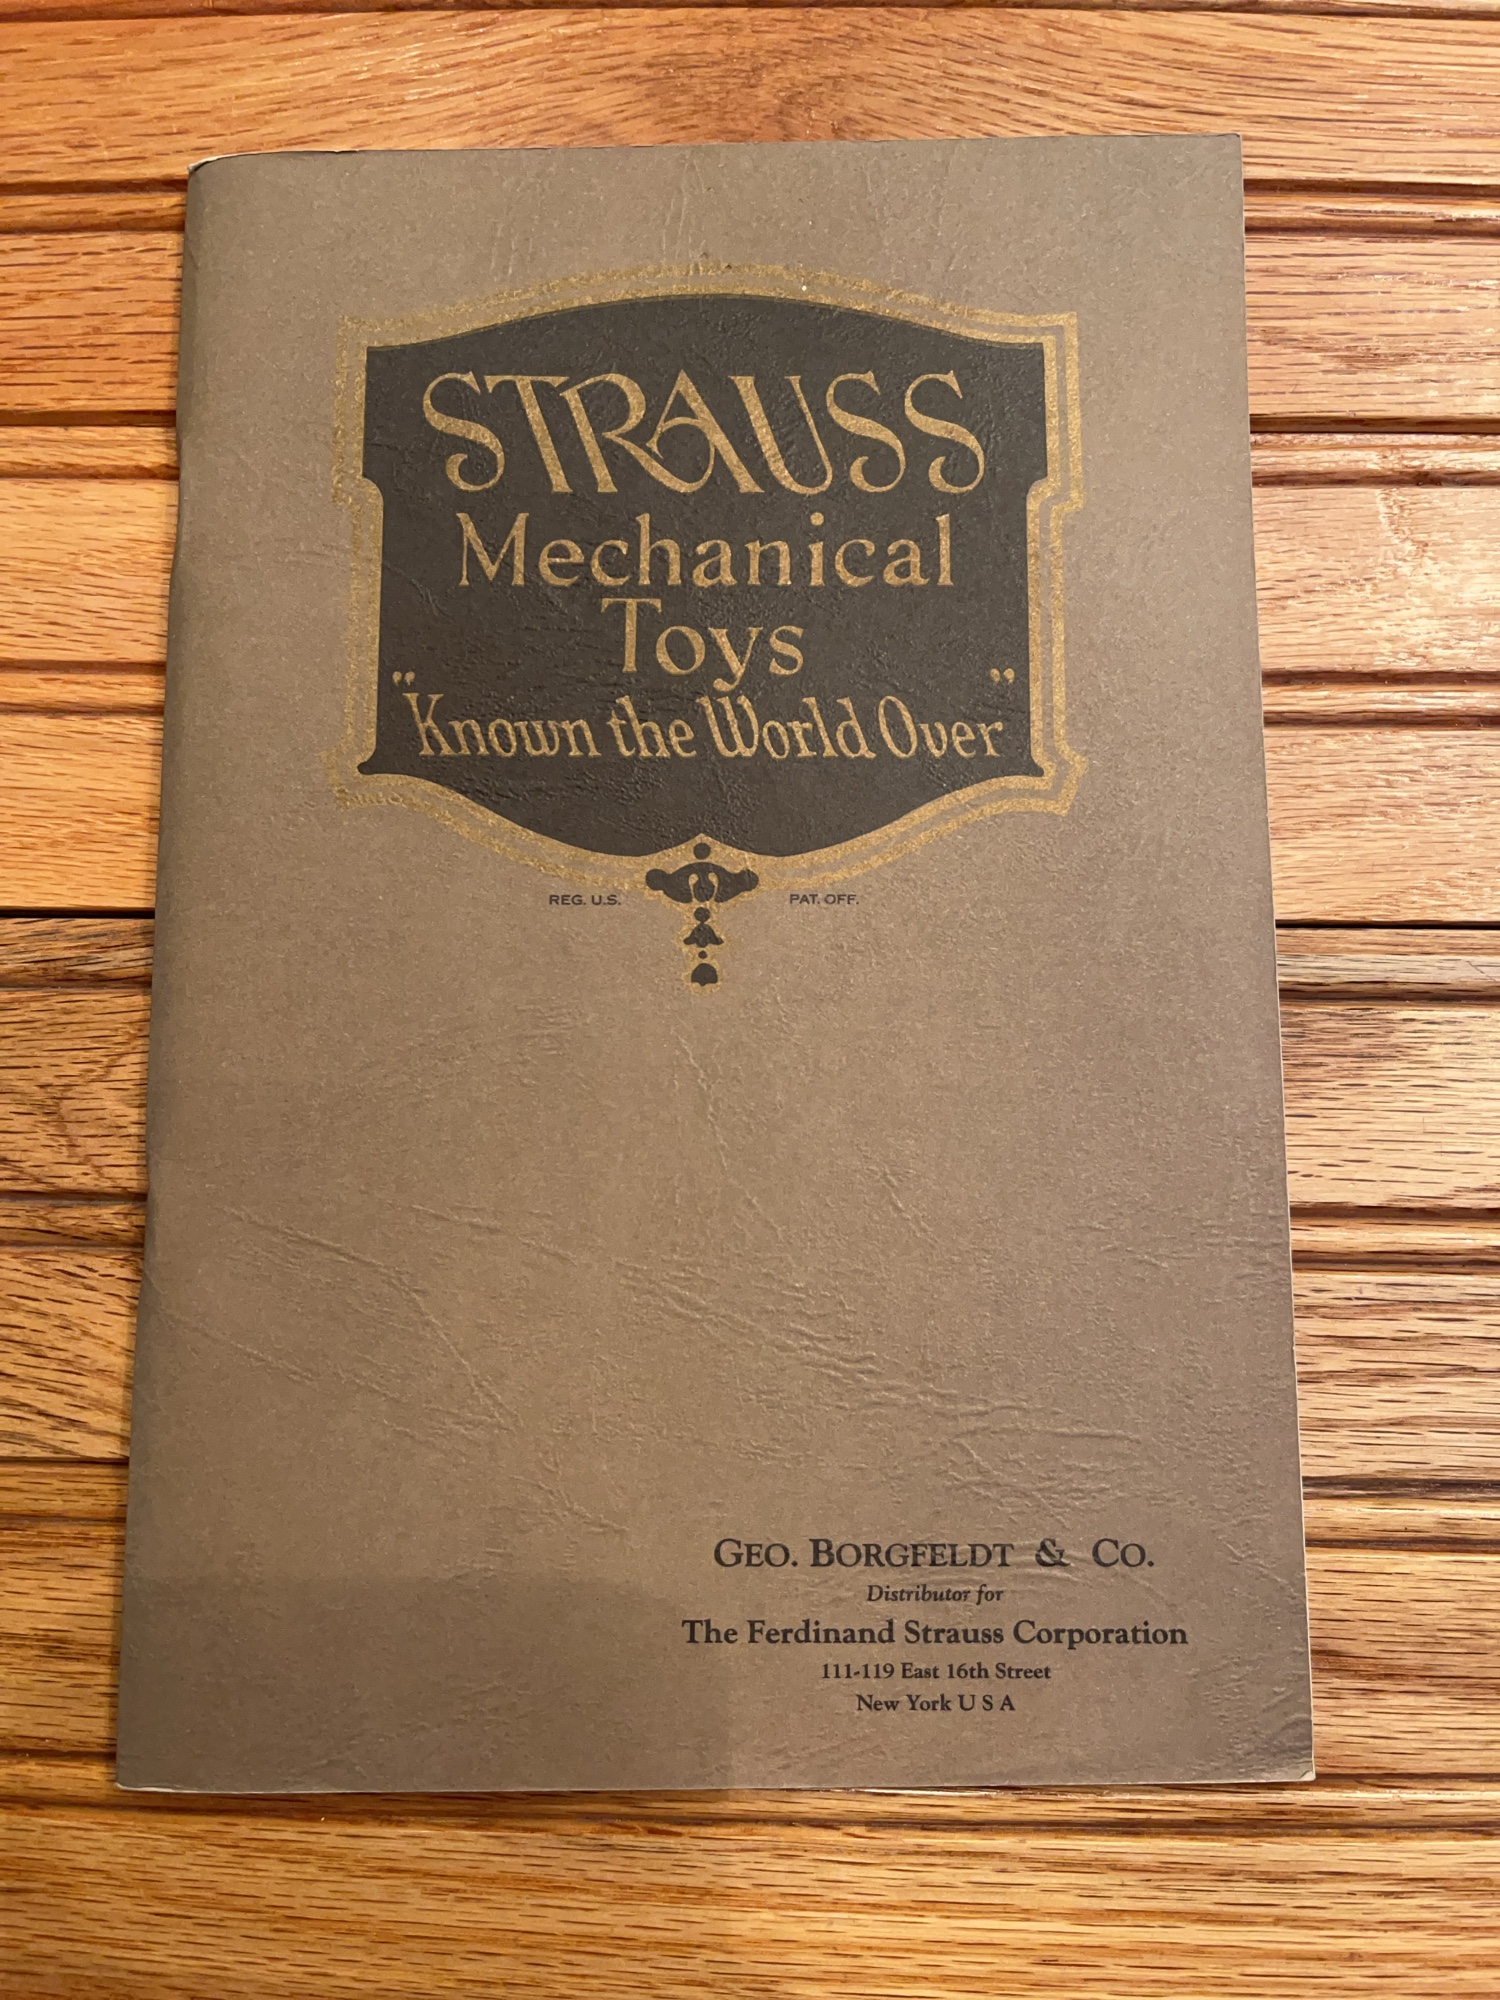 STRAUSS
Mechanical
Toys
"Known the World Over"
REG. U.S. PAT. OFF.
GEO. BORGFELDT & CO.
Distributor for
The Ferdinand Strauss Corporation
111-119 East 16th Street
New York U S A